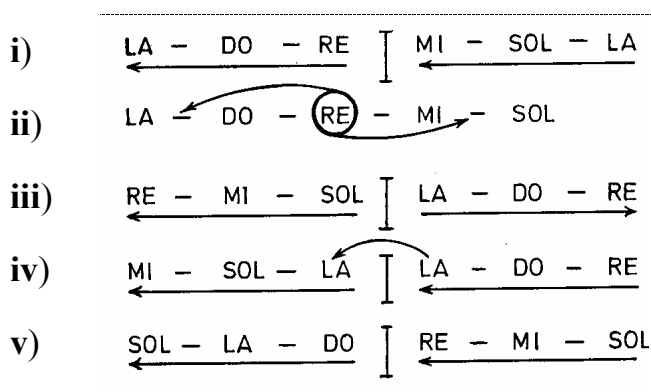 i) LA – DO – RE MI – SOL – LA
ii) LA – DO – RE – MI – SOL
iii) RE – MI – SOL LA – DO – RE
iv) MI – SOL – LA LA – DO – RE
v) SOL – LA – DO RE – MI – SOL